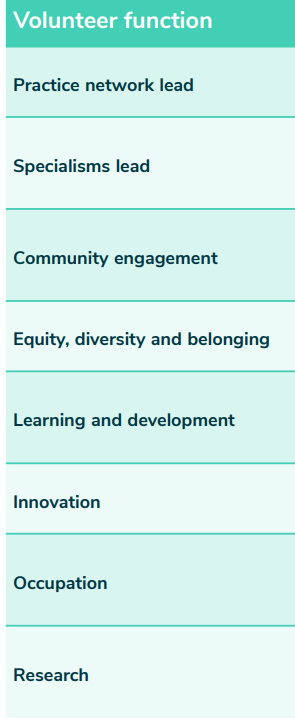 Volunteer function
Practice network lead
Specialisms lead
Community engagement
Equity, diversity and belonging
Learning and development
Innovation
Occupation
Research